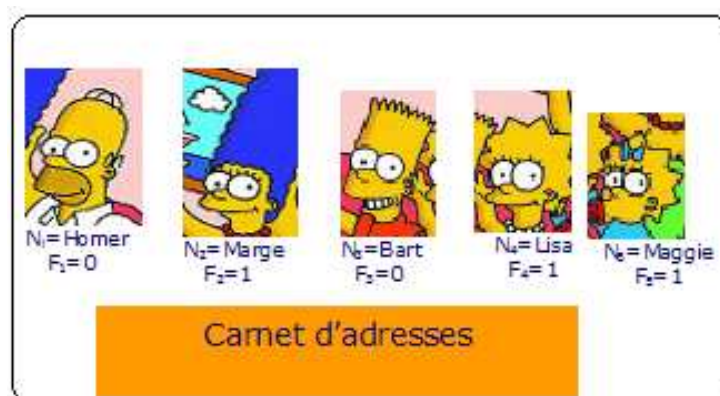 N₁=Homer
F₁=0
N₂=Marge
F₂=1
N₃=Bart
F₃=0
N₄=Lisa
F₄=1
N₅=Maggie
F₅=1
Carnet d'adresses